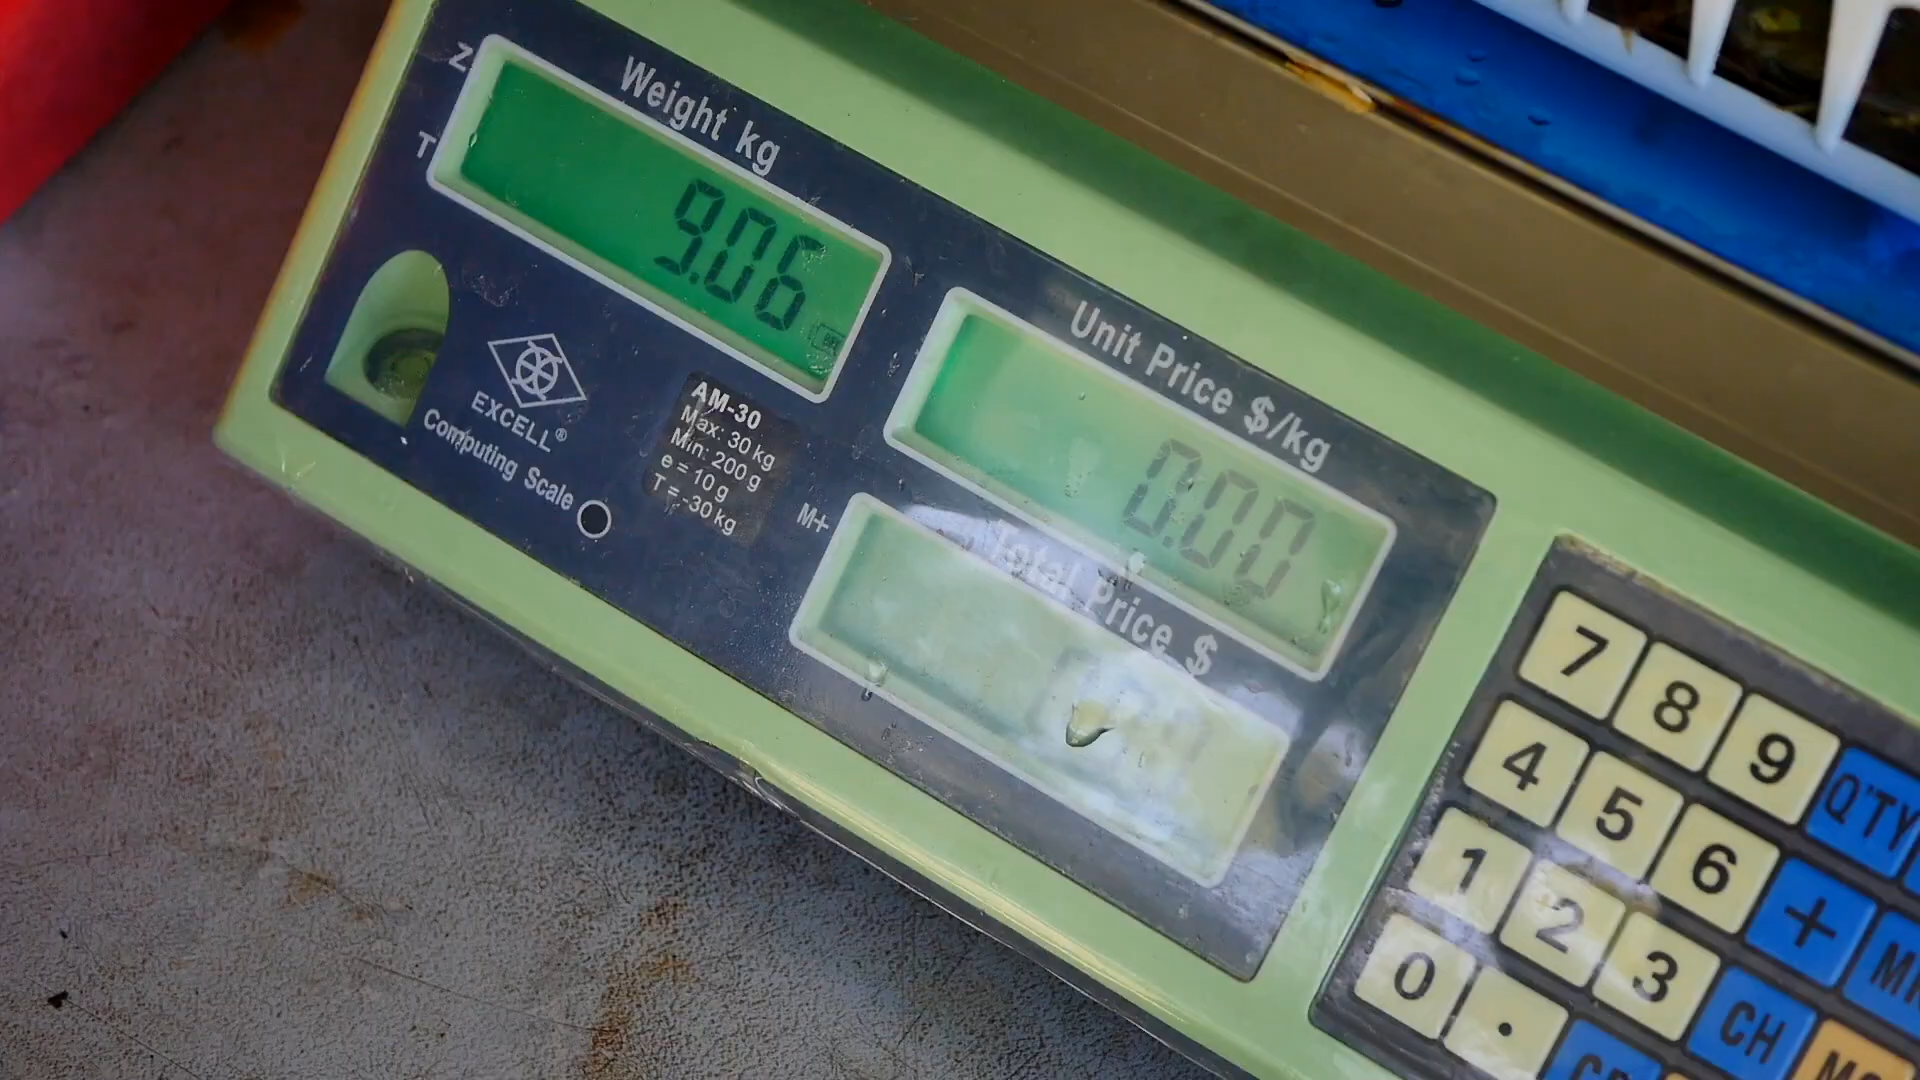 Z
T
Weight kg
9.06
EXCELL®
Computing Scale
AM-30
Max: 30 kg
Min: 200 g
e = 10 g
T = -30 kg
Unit Price $/kg
0.00
M+
Total Price $
7 8 9 Q'TY
4 5 6 +
1 2 3 CH
0 .